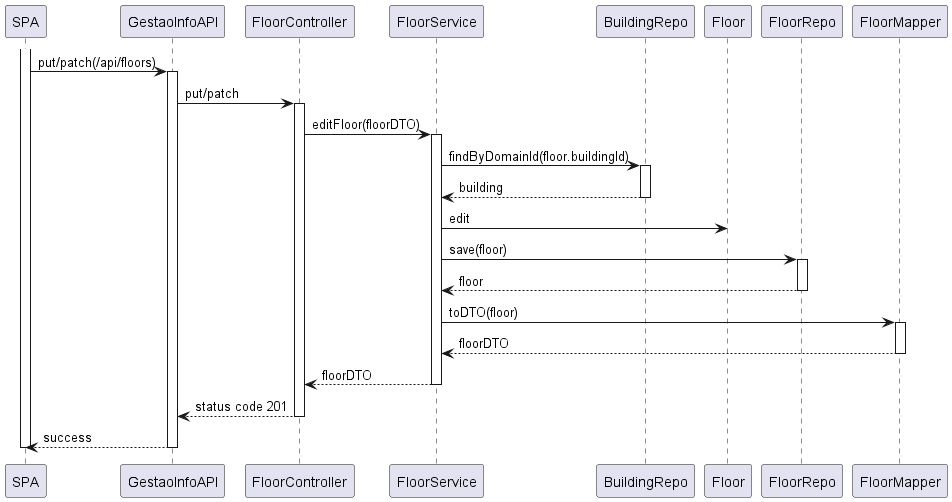 SPA GestaoInfoAPI FloorController FloorService BuildingRepo Floor FloorRepo FloorMapper
put/patch(/api/floors)
put/patch
editFloor(floorDTO)
findByDomainId(floor.buildingId)
building
edit
save(floor)
floor
toDTO(floor)
floorDTO
floorDTO
status code 201
success
SPA GestaoInfoAPI FloorController FloorService BuildingRepo Floor FloorRepo FloorMapper